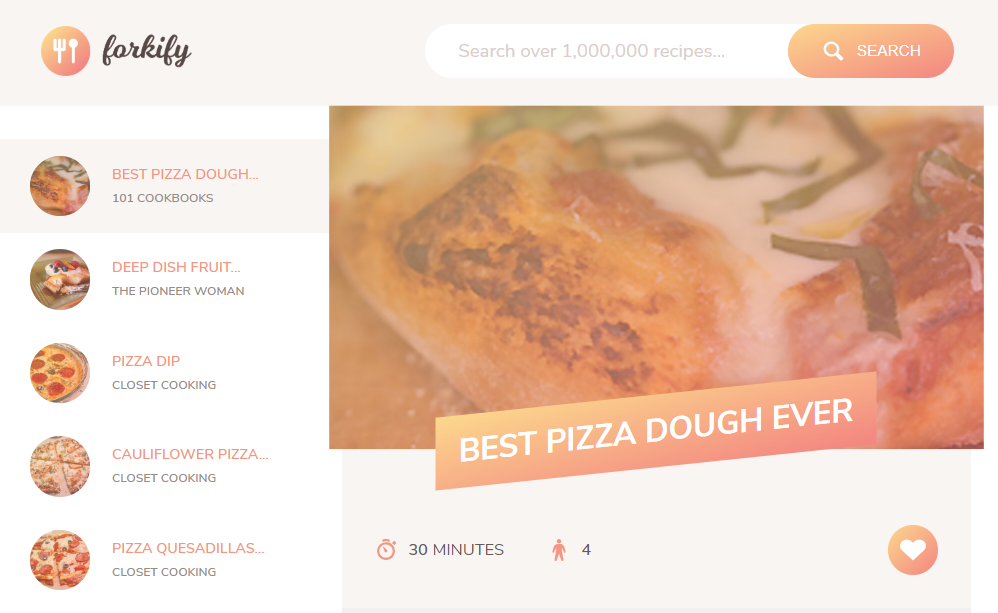 forkify
Search over 1,000,000 recipes...
SEARCH
BEST PIZZA DOUGH...
101 COOKBOOKS
DEEP DISH FRUIT...
THE PIONEER WOMAN
PIZZA DIP
CLOSET COOKING
CAULIFLOWER PIZZA...
CLOSET COOKING
PIZZA QUESADILLAS...
CLOSET COOKING
BEST PIZZA DOUGH EVER
30 MINUTES
4